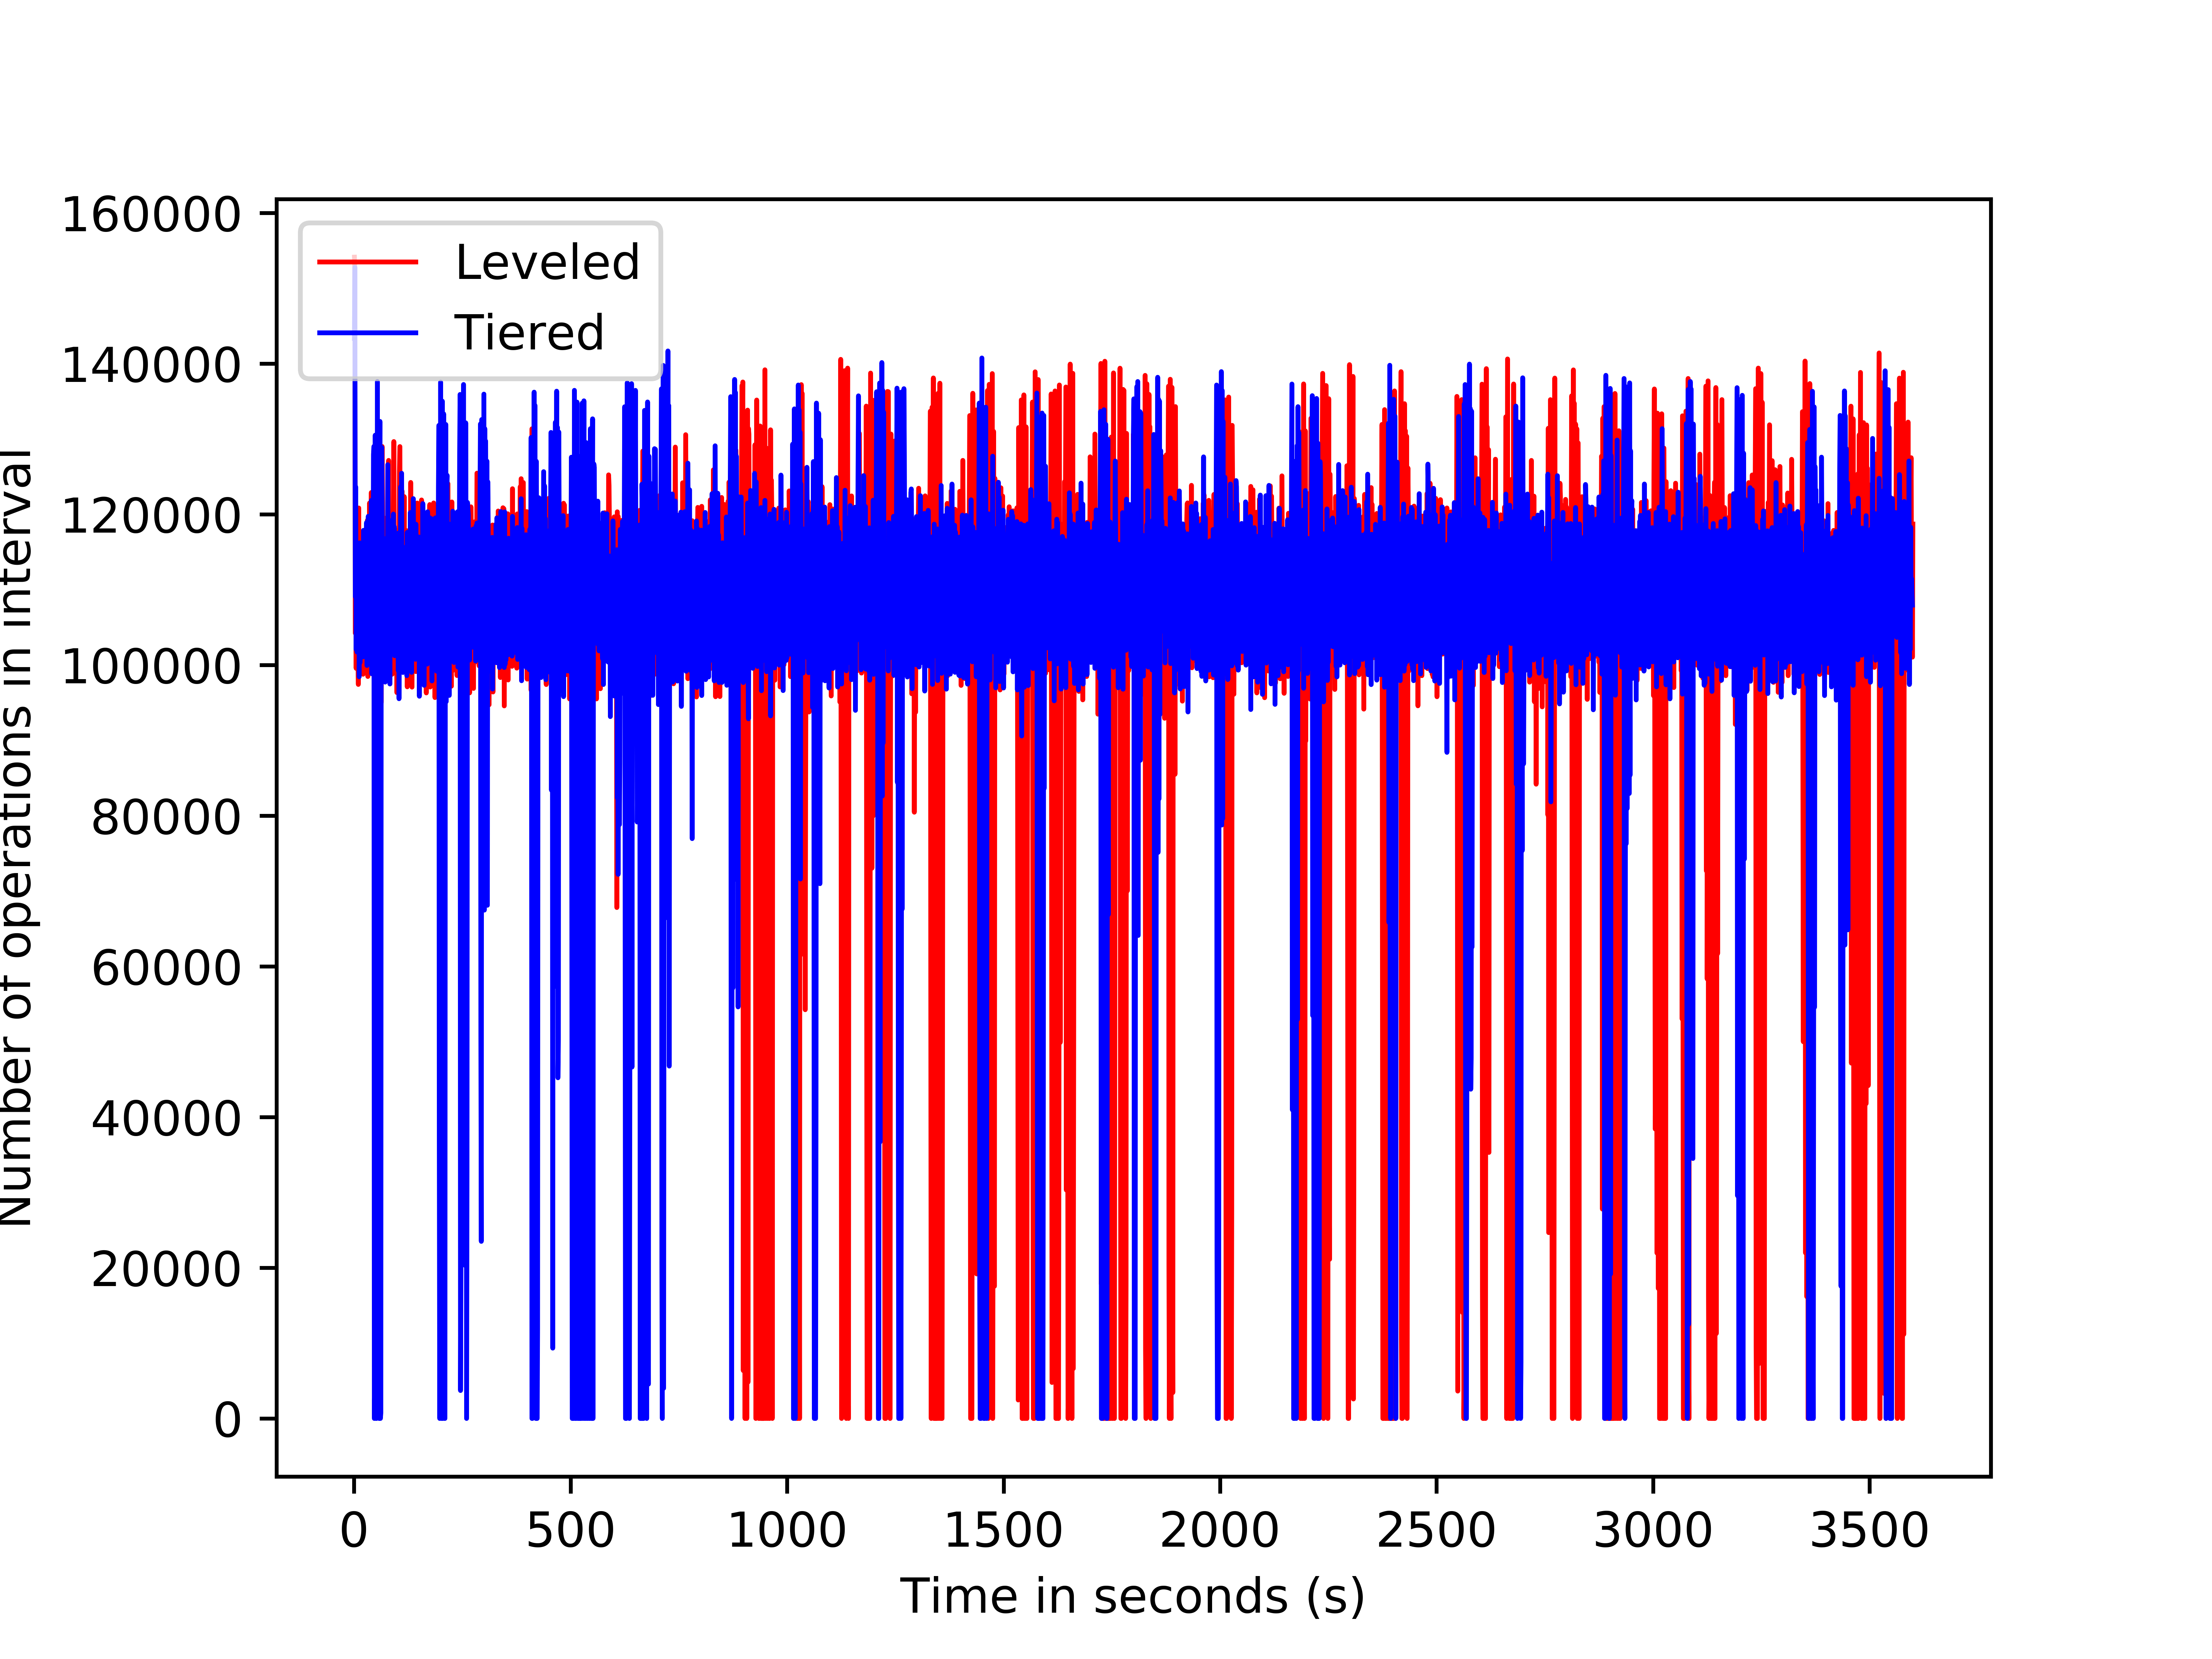 160000
140000
120000
100000
80000
60000
40000
20000
0
Number of operations in interval
Leveled
Tiered
0 500 1000 1500 2000 2500 3000 3500
Time in seconds (s)